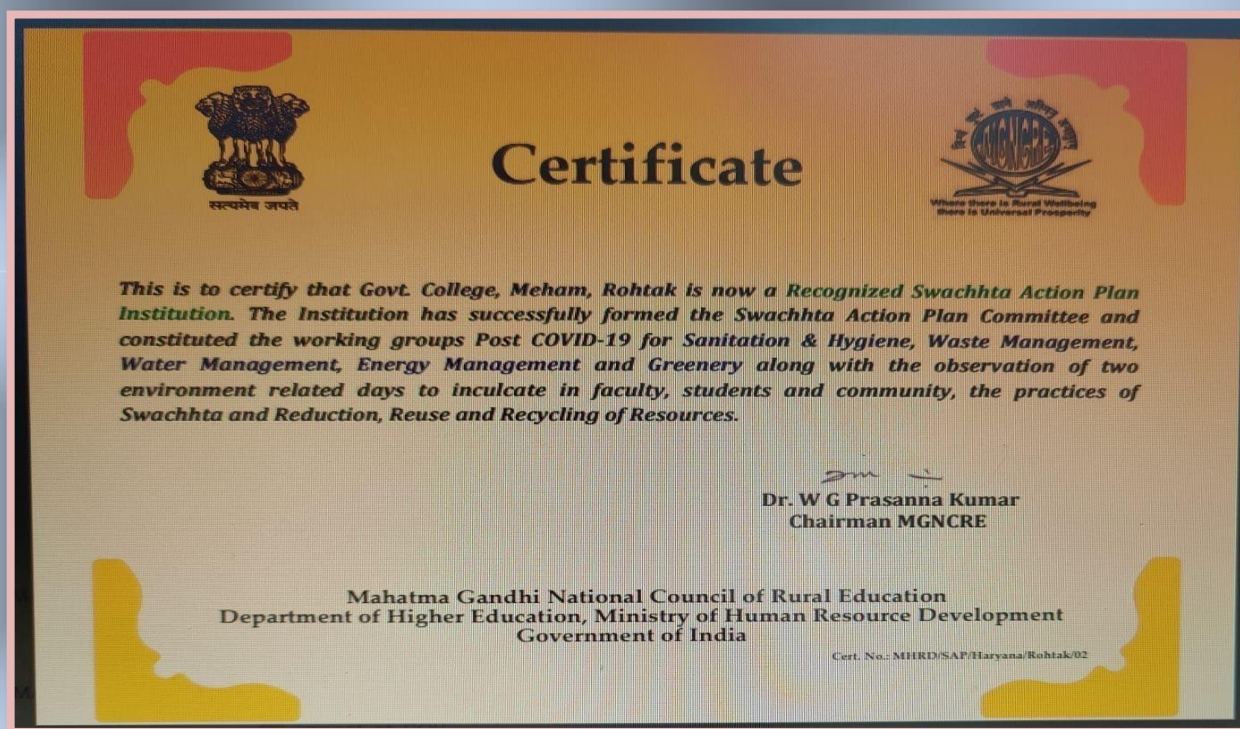 सत्यमेव जयते
Certificate
MGNCRE
Where there is Rural Wellbeing
there is Universal Prosperity
This is to certify that Govt. College, Meham, Rohtak is now a Recognized Swachhta Action Plan
Institution. The Institution has successfully formed the Swachhta Action Plan Committee and
constituted the working groups Post COVID-19 for Sanitation & Hygiene, Waste Management,
Water Management, Energy Management and Greenery along with the observation of two
environment related days to inculcate in faculty, students and community, the practices of
Swachhta and Reduction, Reuse and Recycling of Resources.
Dr. W G Prasanna Kumar
Chairman MGNCRE
Mahatma Gandhi National Council of Rural Education
Department of Higher Education, Ministry of Human Resource Development
Government of India
Cert. No.: MHRD/SAP/Haryana/Rohtak/02